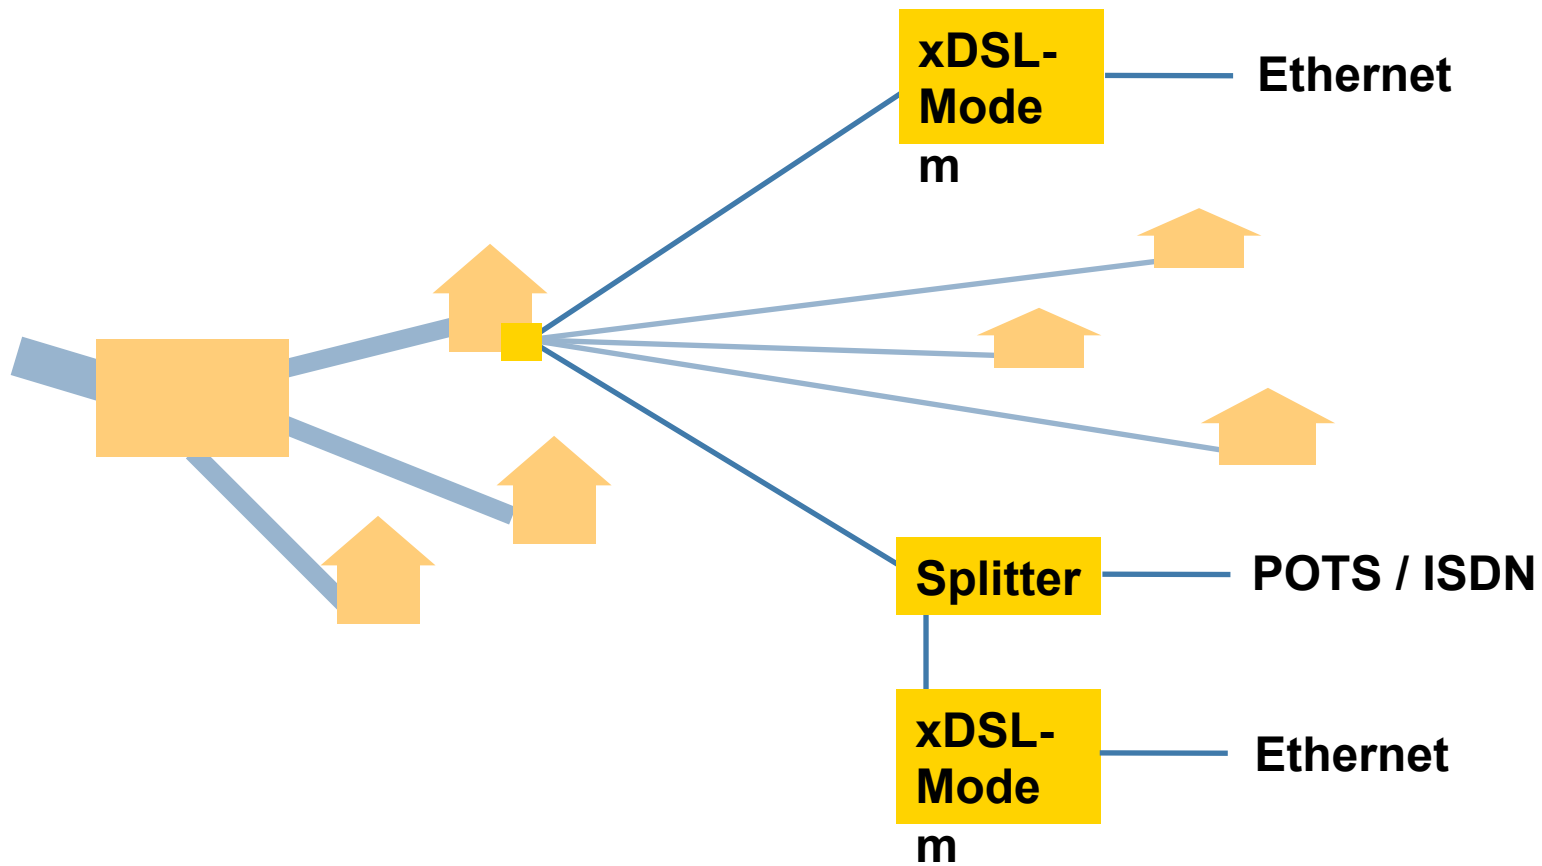 xDSL-
Mode
m
Ethernet
Splitter
POTS / ISDN
xDSL-
Mode
m
Ethernet